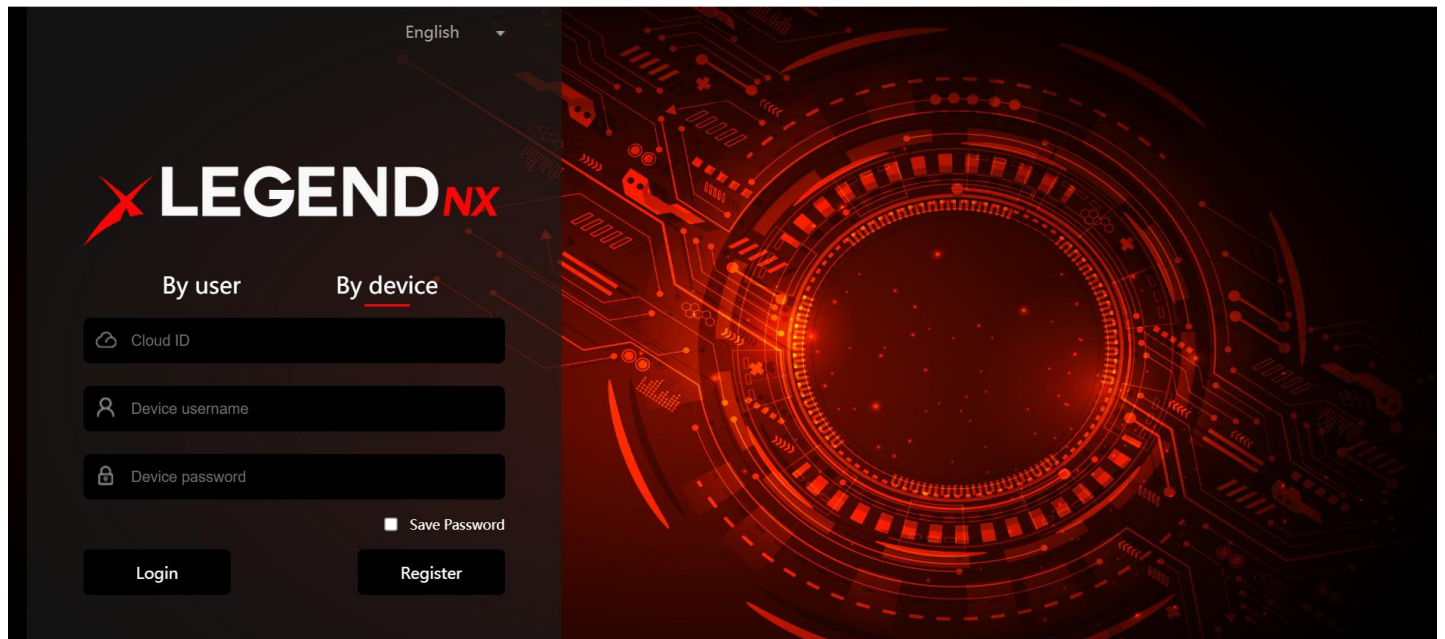 English
LEGEND NX
By user By device
Cloud ID
Device username
Device password
Save Password
Login Register